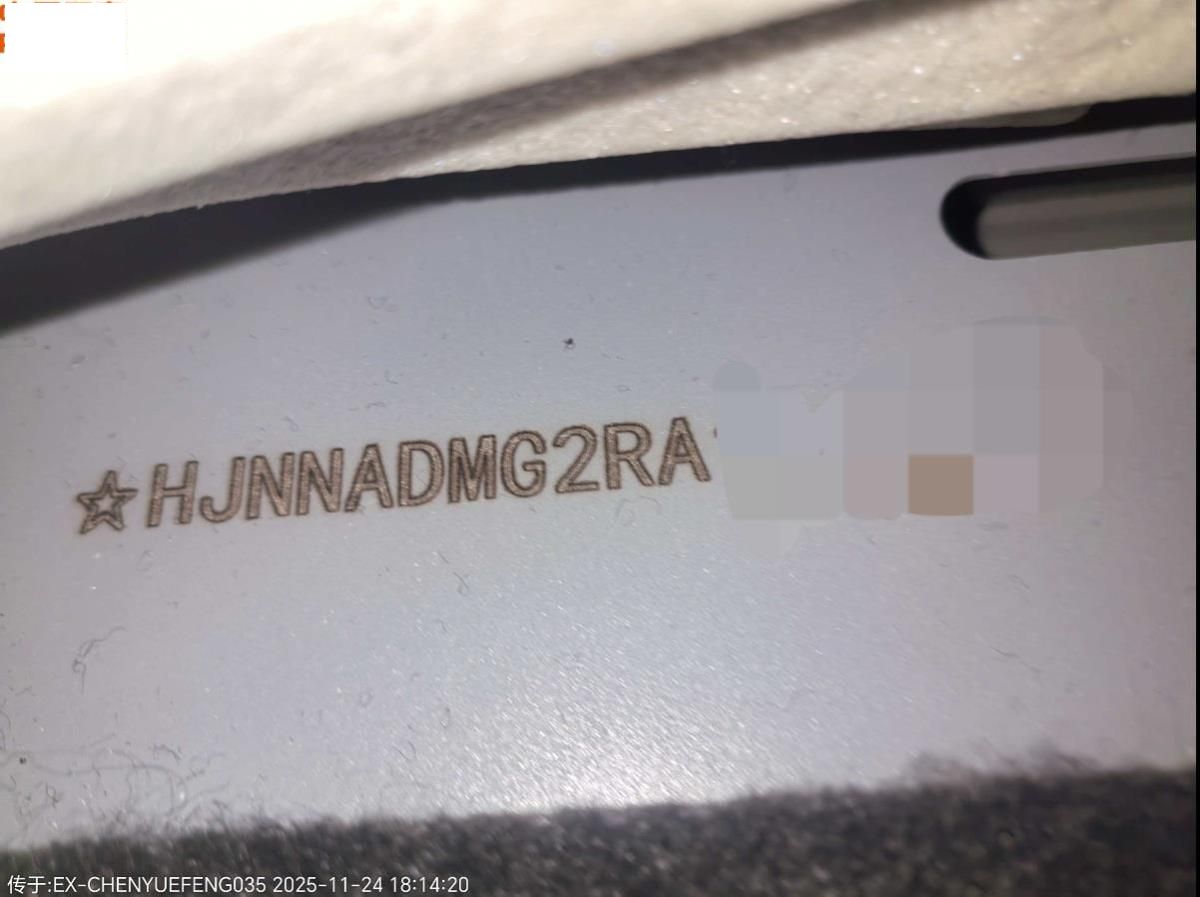 ☆HJNNADMG2RA
传于:EX-CHENYUEFENG035 2025-11-24 18:14:20